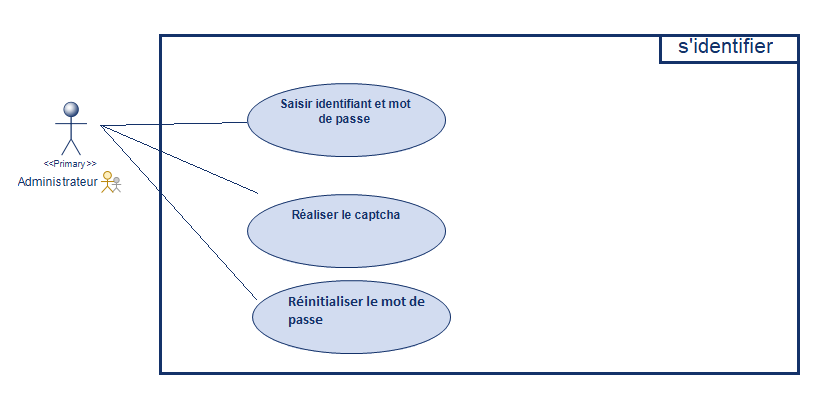 s'identifier
Saisir identifiant et mot
de passe
<<Primary>>
Administrateur
Réaliser le captcha
Réinitialiser le mot de
passe